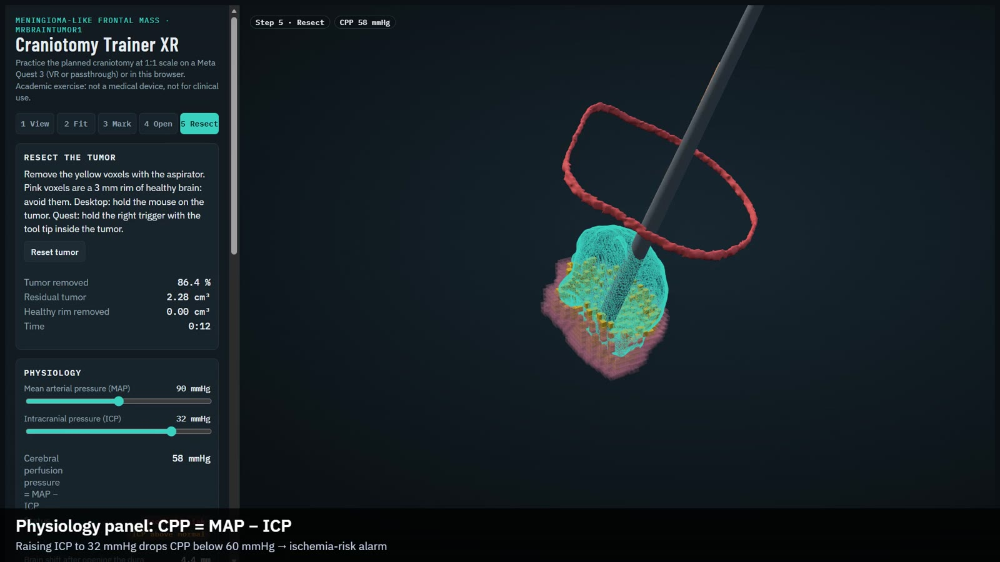 MENINGIOMA-LIKE FRONTAL MASS ·
MRBRAINTUMOR1
Craniotomy Trainer XR
Practice the planned craniotomy at 1:1 scale on a Meta
Quest 3 (VR or passthrough) or in this browser.
Academic exercise: not a medical device, not for clinical
use.
1 View
2 Fit
3 Mark
4 Open
5 Resect
RESECT THE TUMOR
Remove the yellow voxels with the aspirator.
Pink voxels are a 3 mm rim of healthy brain:
avoid them. Desktop: hold the mouse on the
tumor. Quest: hold the right trigger with the
tool tip inside the tumor.
Reset tumor
Tumor removed 86.4 %
Residual tumor 2.28 cm³
Healthy rim removed 0.00 cm³
Time 0:12
PHYSIOLOGY
Mean arterial pressure (MAP) 90 mmHg
Intracranial pressure (ICP) 32 mmHg
Cerebral 58 mmHg
perfusion
pressure
= MAP −
ICP
ICP above normal
Brain shift after opening the dura 4.4 mm
Step 5 · Resect
CPP 58 mmHg
Physiology panel: CPP = MAP − ICP
Raising ICP to 32 mmHg drops CPP below 60 mmHg → ischemia-risk alarm